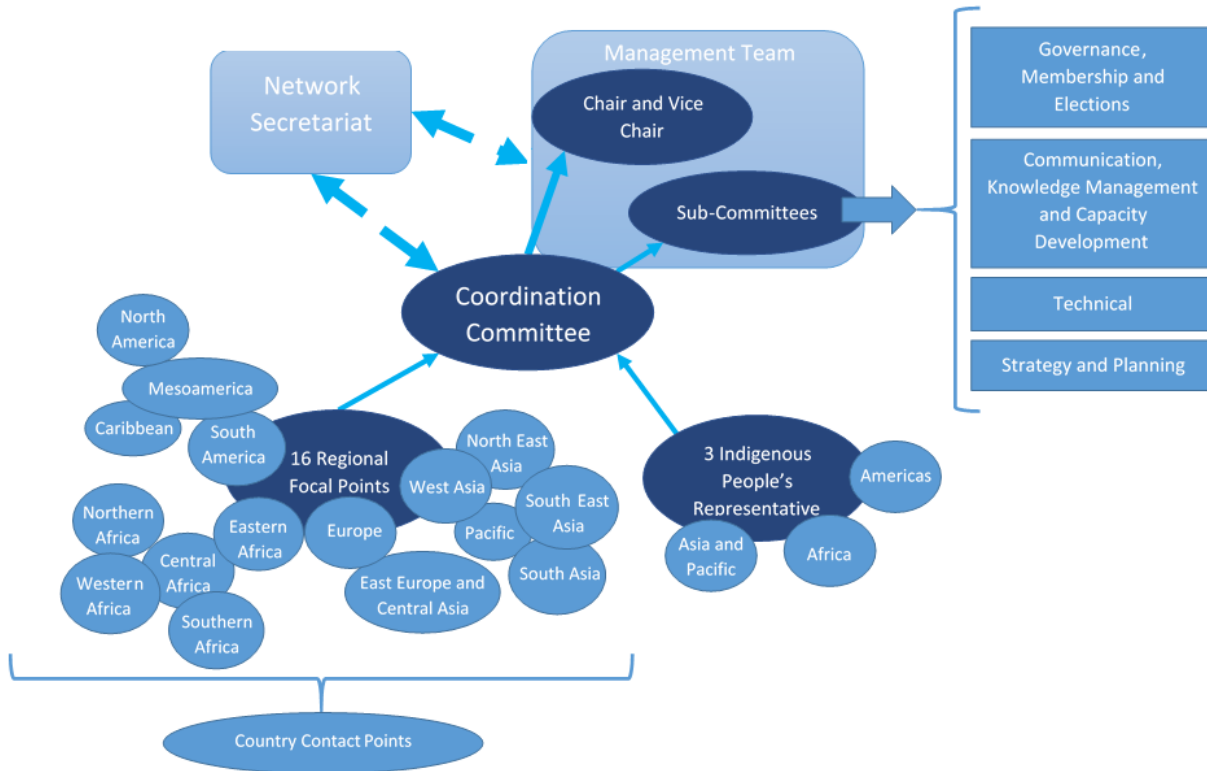 Network
Secretariat
Management Team
Chair and Vice
Chair
Sub-Committees
Governance,
Membership and
Elections
Communication,
Knowledge Management
and Capacity
Development
Technical
Strategy and Planning
Coordination
Committee
North
America
Mesoamerica
Caribbean
South
America
16 Regional
Focal Points
North East
Asia
West Asia
South East
Asia
Pacific
South Asia
Northern
Africa
Eastern
Africa
Europe
Central
Africa
Western
Africa
Southern
Africa
East Europe and
Central Asia
3 Indigenous
People’s
Representative
Americas
Asia and
Pacific
Africa
Country Contact Points